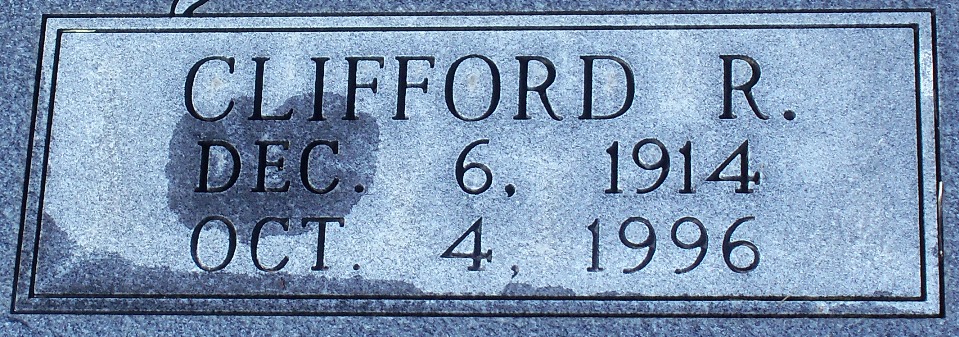 CLIFFORD R.
DEC. 6, 1914
OCT. 4, 1996